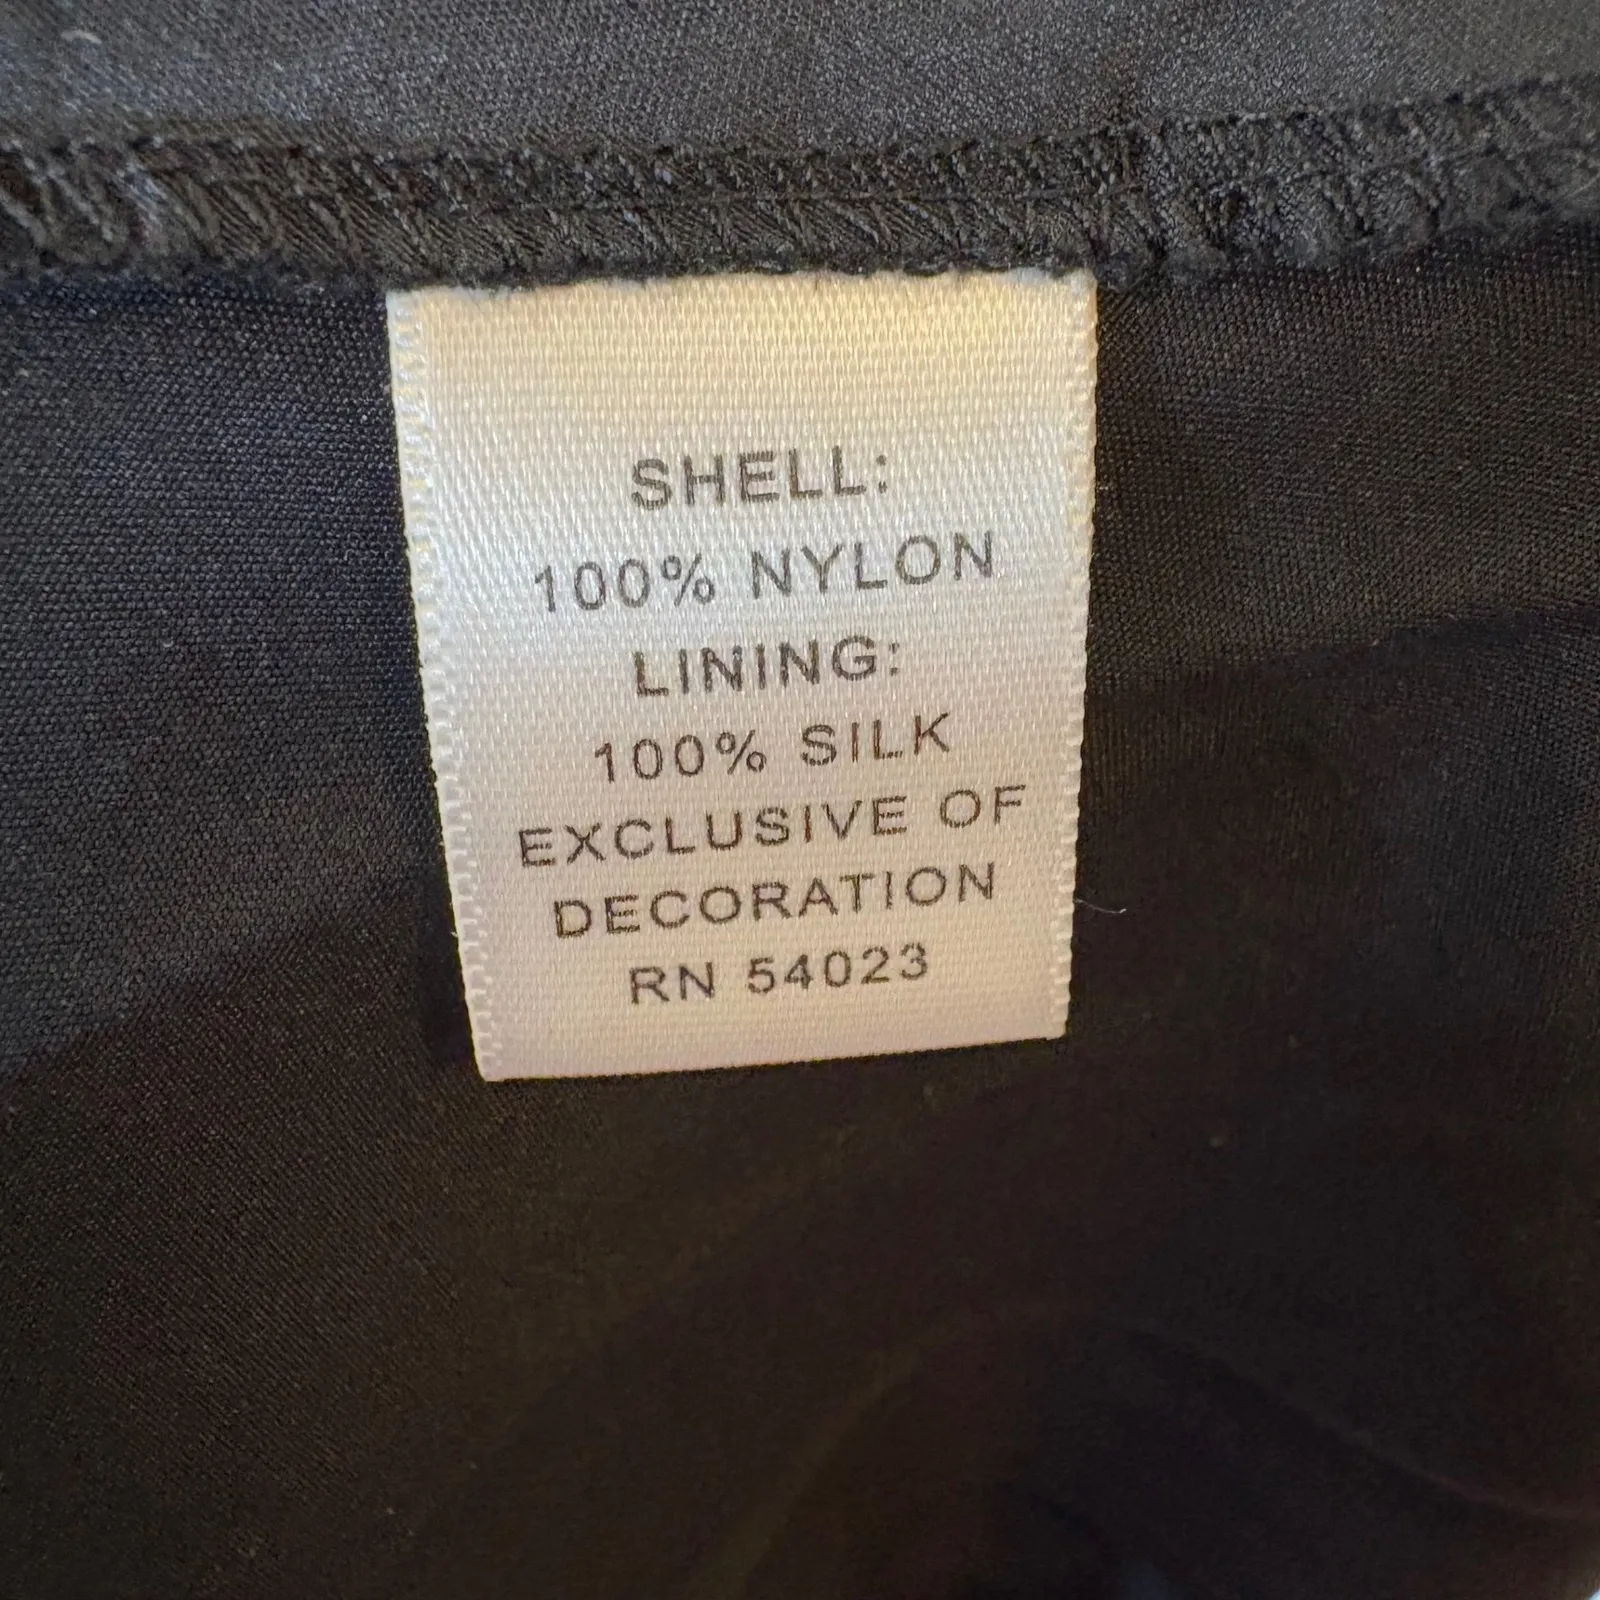 SHELL:
100% NYLON
LINING:
100% SILK
EXCLUSIVE OF
DECORATION
RN 54023